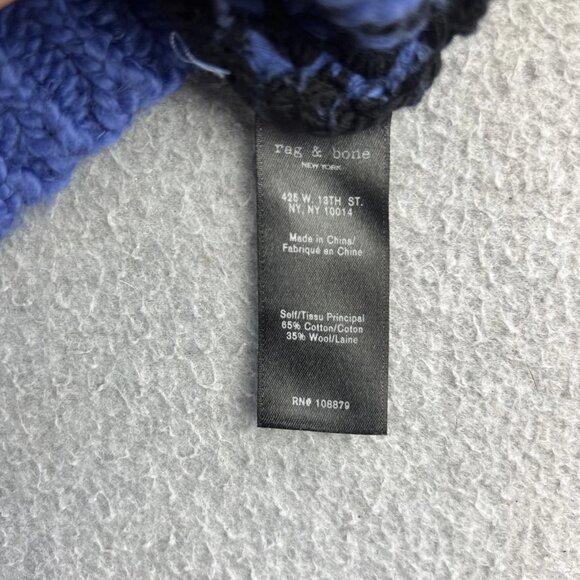 rag & bone
NEW YORK
425 W. 13TH ST.
NY, NY 10014
Made in China/
Fabriqué en Chine
Self/Tissu Principal
65% Cotton/Coton
35% Wool/Laine
RN# 108879